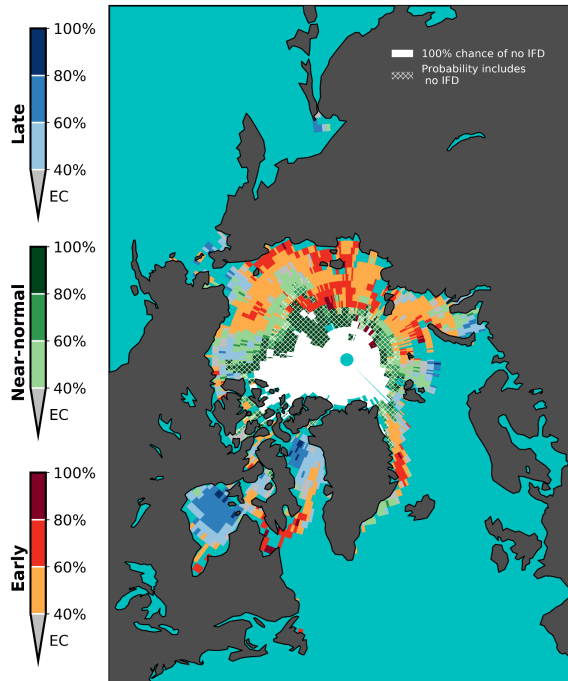 100%
80%
60%
40%
EC
Late
100%
80%
60%
40%
EC
Near-normal
100%
80%
60%
40%
EC
Early
100% chance of no IFD
Probability includes
no IFD